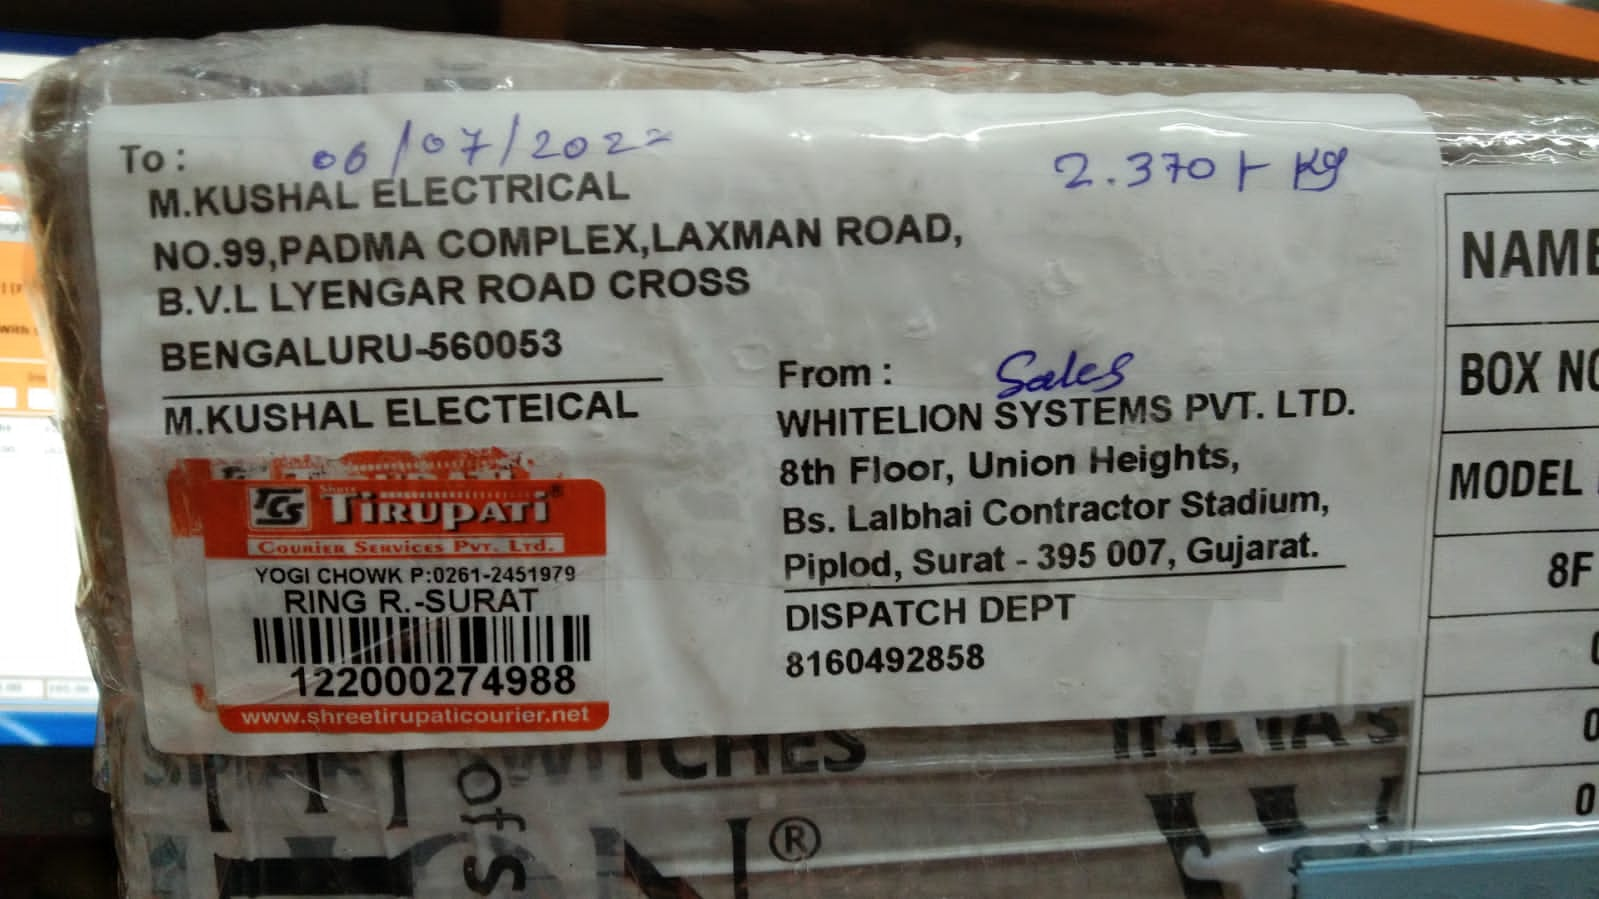 To :
06/07/2022
2.370 Kg
M.KUSHAL ELECTRICAL
NO.99,PADMA COMPLEX,LAXMAN ROAD,
B.V.L LYENGAR ROAD CROSS
BENGALURU-560053
M.KUSHAL ELECTEICAL
From :
Sales
WHITELION SYSTEMS PVT. LTD.
8th Floor, Union Heights,
Bs. Lalbhai Contractor Stadium,
Piplod, Surat - 395 007, Gujarat.
DISPATCH DEPT
8160492858
Shree
TIRUPATI®
COURIER SERVICES PVT. LTD.
YOGI CHOWK P:0261-2451979
RING R.-SURAT
122000274988
www.shreetirupaticourier.net
NAME
BOX NO
MODEL
8F
0
0
SWITCHES
INDIA'S
of
®